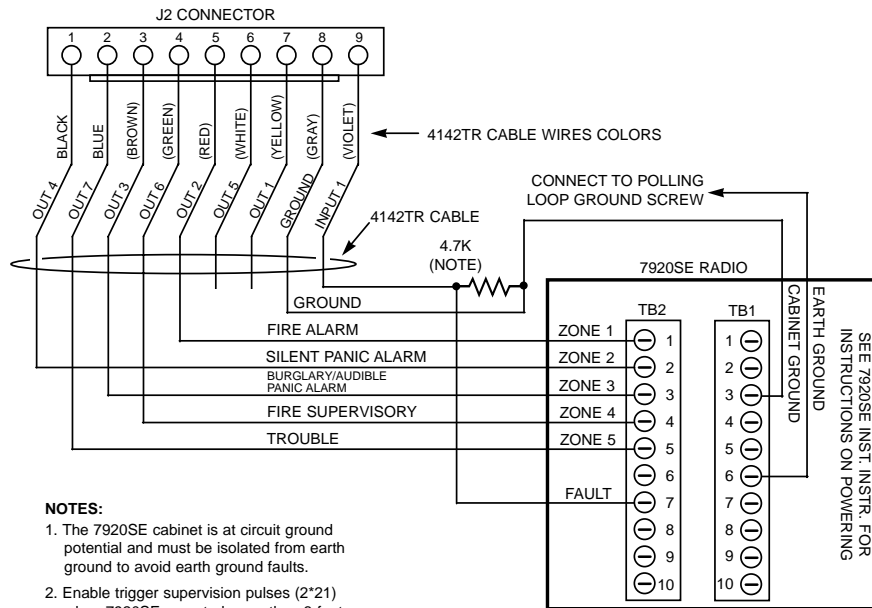 J2 CONNECTOR
1 2 3 4 5 6 7 8 9
BLACK
BLUE
(BROWN)
(GREEN)
(RED)
(WHITE)
(YELLOW)
(GRAY)
(VIOLET)
4142TR CABLE WIRES COLORS
OUT 4
OUT 7
OUT 3
OUT 6
OUT 2
OUT 5
OUT 1
GROUND
INPUT 1
4142TR CABLE
CONNECT TO POLLING
LOOP GROUND SCREW
4.7K
(NOTE)
7920SE RADIO
GROUND
FIRE ALARM
SILENT PANIC ALARM
BURGLARY/AUDIBLE
PANIC ALARM
FIRE SUPERVISORY
TROUBLE
ZONE 1
ZONE 2
ZONE 3
ZONE 4
ZONE 5
FAULT
TB2
1
2
3
4
5
6
7
8
9
10
TB1
1
2
3
4
5
6
7
8
9
10
CABINET GROUND
EARTH GROUND
SEE 7920SE INST. INSTR. FOR
INSTRUCTIONS ON POWERING
NOTES:
1. The 7920SE cabinet is at circuit ground
potential and must be isolated from earth
ground to avoid earth ground faults.
2. Enable trigger supervision pulses (2*21)